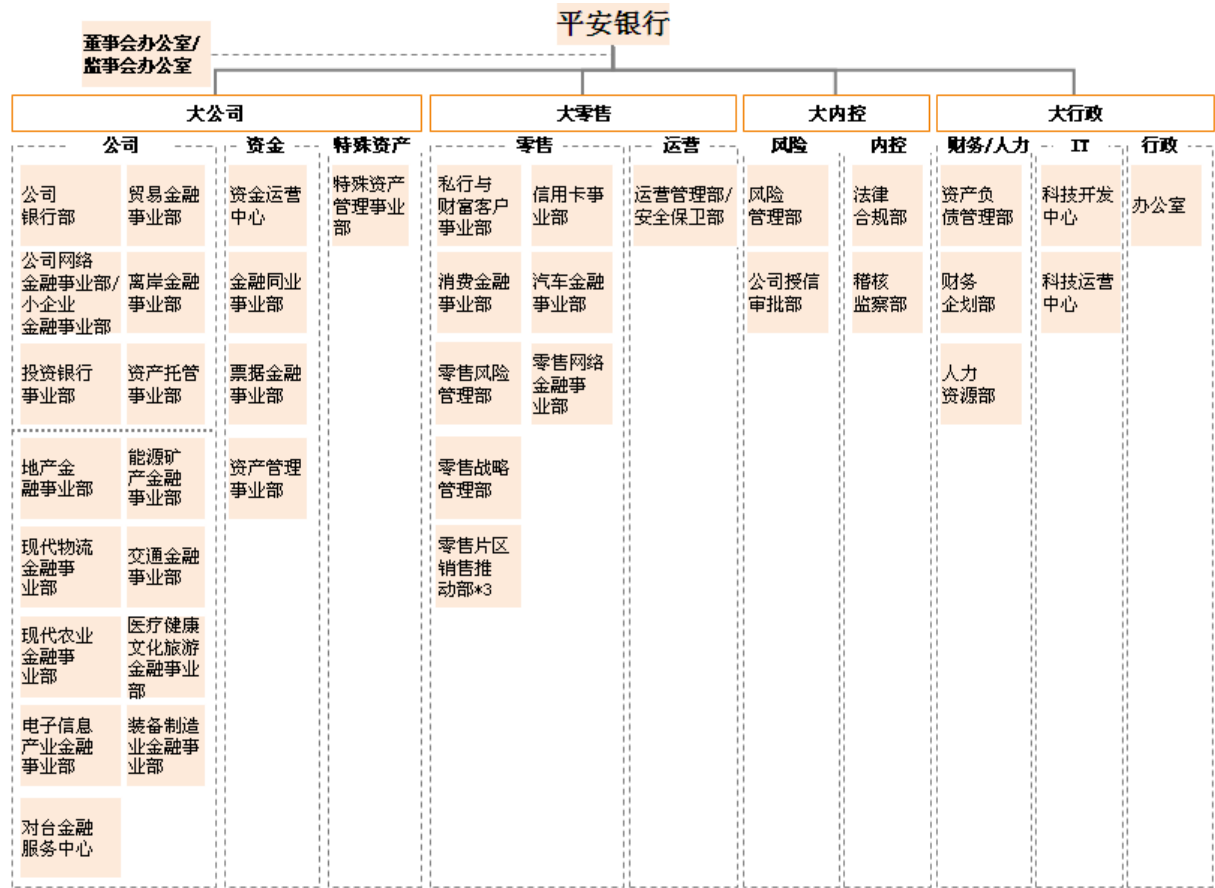 平安银行
董事会办公室/
监事会办公室
大公司
大零售
大内控
大行政
公司
资金
特殊资产
零售
运营
风险
内控
财务/人力
IT
行政
公司
银行部
贸易金融
事业部
资金运营
中心
特殊资产
管理事业
部
私行与
财富客户
事业部
信用卡事
业部
运营管理部/
安全保卫部
风险
管理部
法律
合规部
资产负
债管理部
科技开发
中心
办公室
公司网络
金融事业部/
小企业
金融事业部
离岸金融
事业部
金融同业
事业部
消费金融
事业部
汽车金融
事业部
公司授信
审批部
稽核
监察部
财务
企划部
科技运营
中心
投资银行
事业部
资产托管
事业部
票据金融
事业部
零售风险
管理部
零售网络
金融事
业部
人力
资源部
地产金
融事业部
能源矿
产金融
事业部
资产管理
事业部
零售战略
管理部
现代物流
金融事
业部
交通金融
事业部
零售片区
销售推
动部*3
现代农业
金融事
业部
医疗健康
文化旅游
金融事业
部
电子信息
产业金融
事业部
装备制造
业金融事
业部
对台金融
服务中心